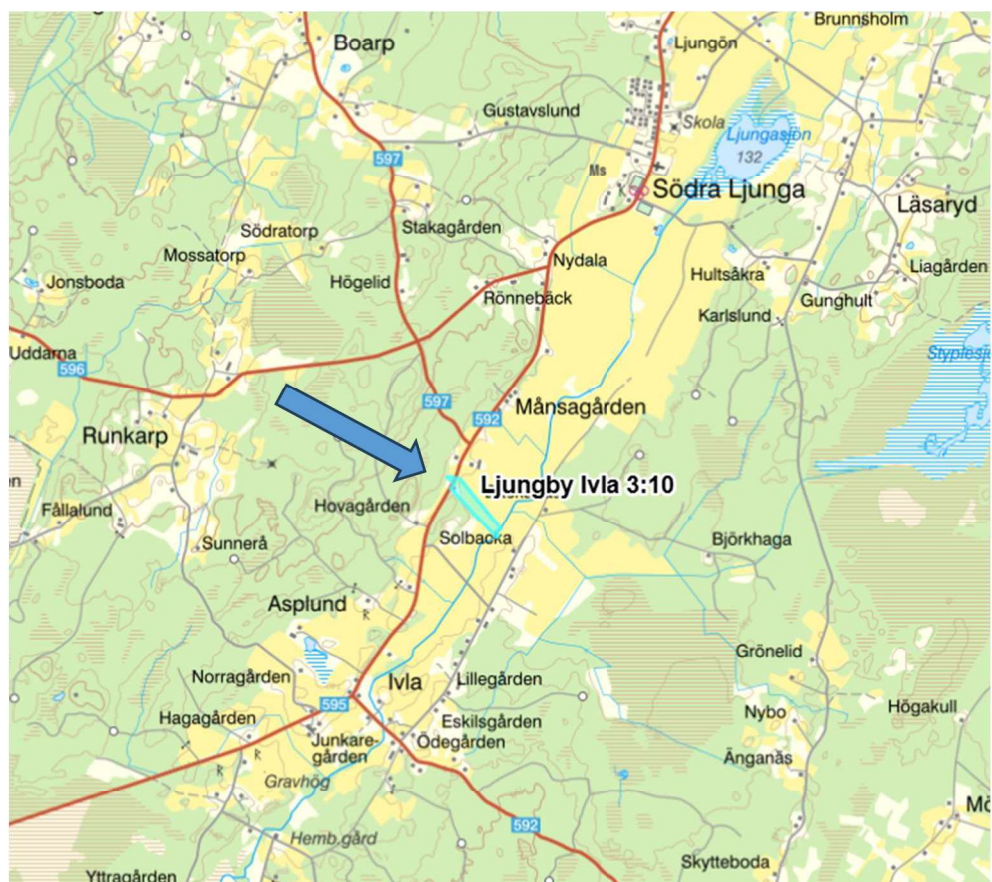 Brunnsholm
Boarp
Ljungön
Gustavslund
Skola
Ljungasjön
132
597
Ms
Södra Ljunga
Läsaryd
Stakagården
Södratorp
Mossatorp
Nydala
Liagården
Hultsåkra
Jonsboda
Högelid
Rönnebäck
Gunghult
Karlslund
Uddarna
596
597
592
Månsagården
Runkarp
Ljungby Ivla 3:10
Hovagården
Fållalund
Solbacka
Björkhaga
Sunnerå
Asplund
Grönelid
Norragården
Ivla
Lillegården
595
Högakull
Nybo
Hagagården
Eskilsgården
Junkare-
gården
Ödegården
Änganäs
Gravhög
592
Hemb.gård
Skytteboda
Yttragården